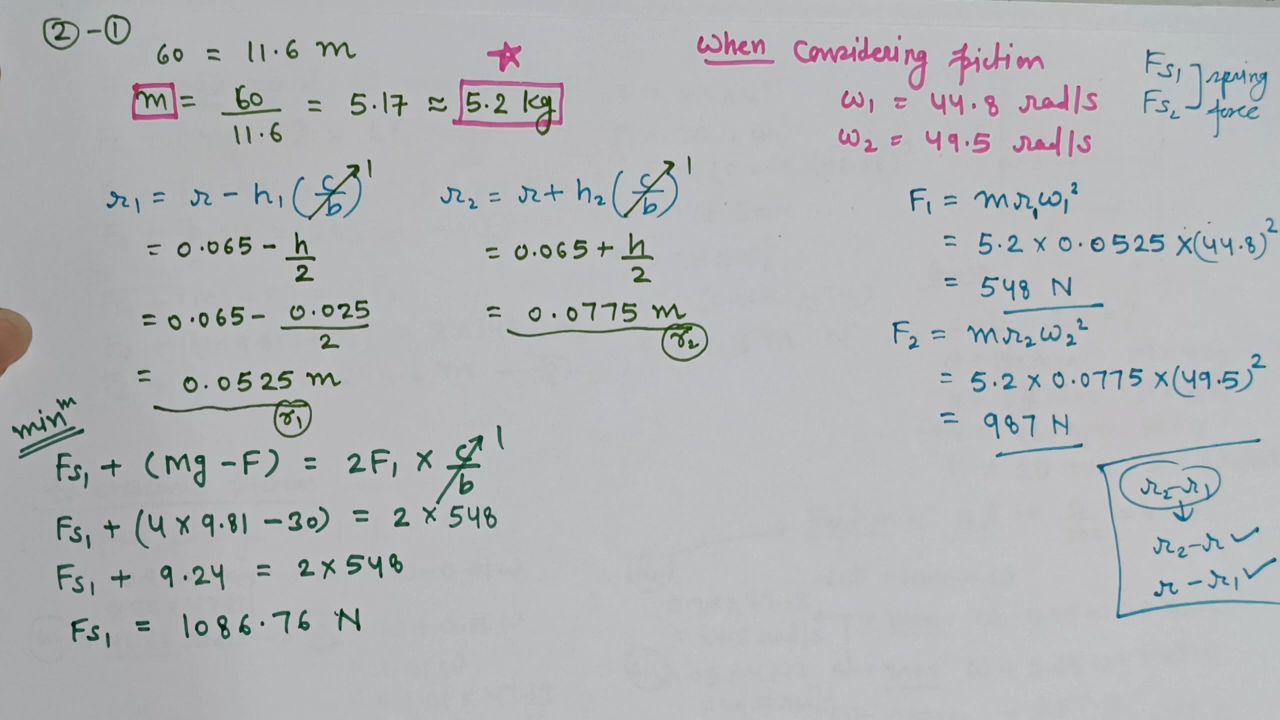 ②-①
60 = 11.6 m
m = 60/11.6 = 5.17 ≈ 5.2 kg
r₁ = r - h₁ (c/b) 1
= 0.065 - h/2
= 0.065 - 0.025/2
= 0.0525 m
r₁
r₂ = r + h₂ (c/b) 1
= 0.065 + h/2
= 0.0775 m
r₂
minᵐ
Fs₁ + (Mg - F) = 2F₁ × c/b 1
Fs₁ + (4 × 9.81 - 30) = 2 × 548
Fs₁ + 9.24 = 2 × 548
Fs₁ = 1086.76 N
When Considering friction
ω₁ = 44.8 rad/s
ω₂ = 49.5 rad/s
Fs₁
Fs₂
spring
force
F₁ = mr₁ω₁²
= 5.2 × 0.0525 × (44.8)²
= 548 N
F₂ = mr₂ω₂²
= 5.2 × 0.0775 × (49.5)²
= 987 N
r₂-r₁
↓
r₂-r ✓
r-r₁ ✓